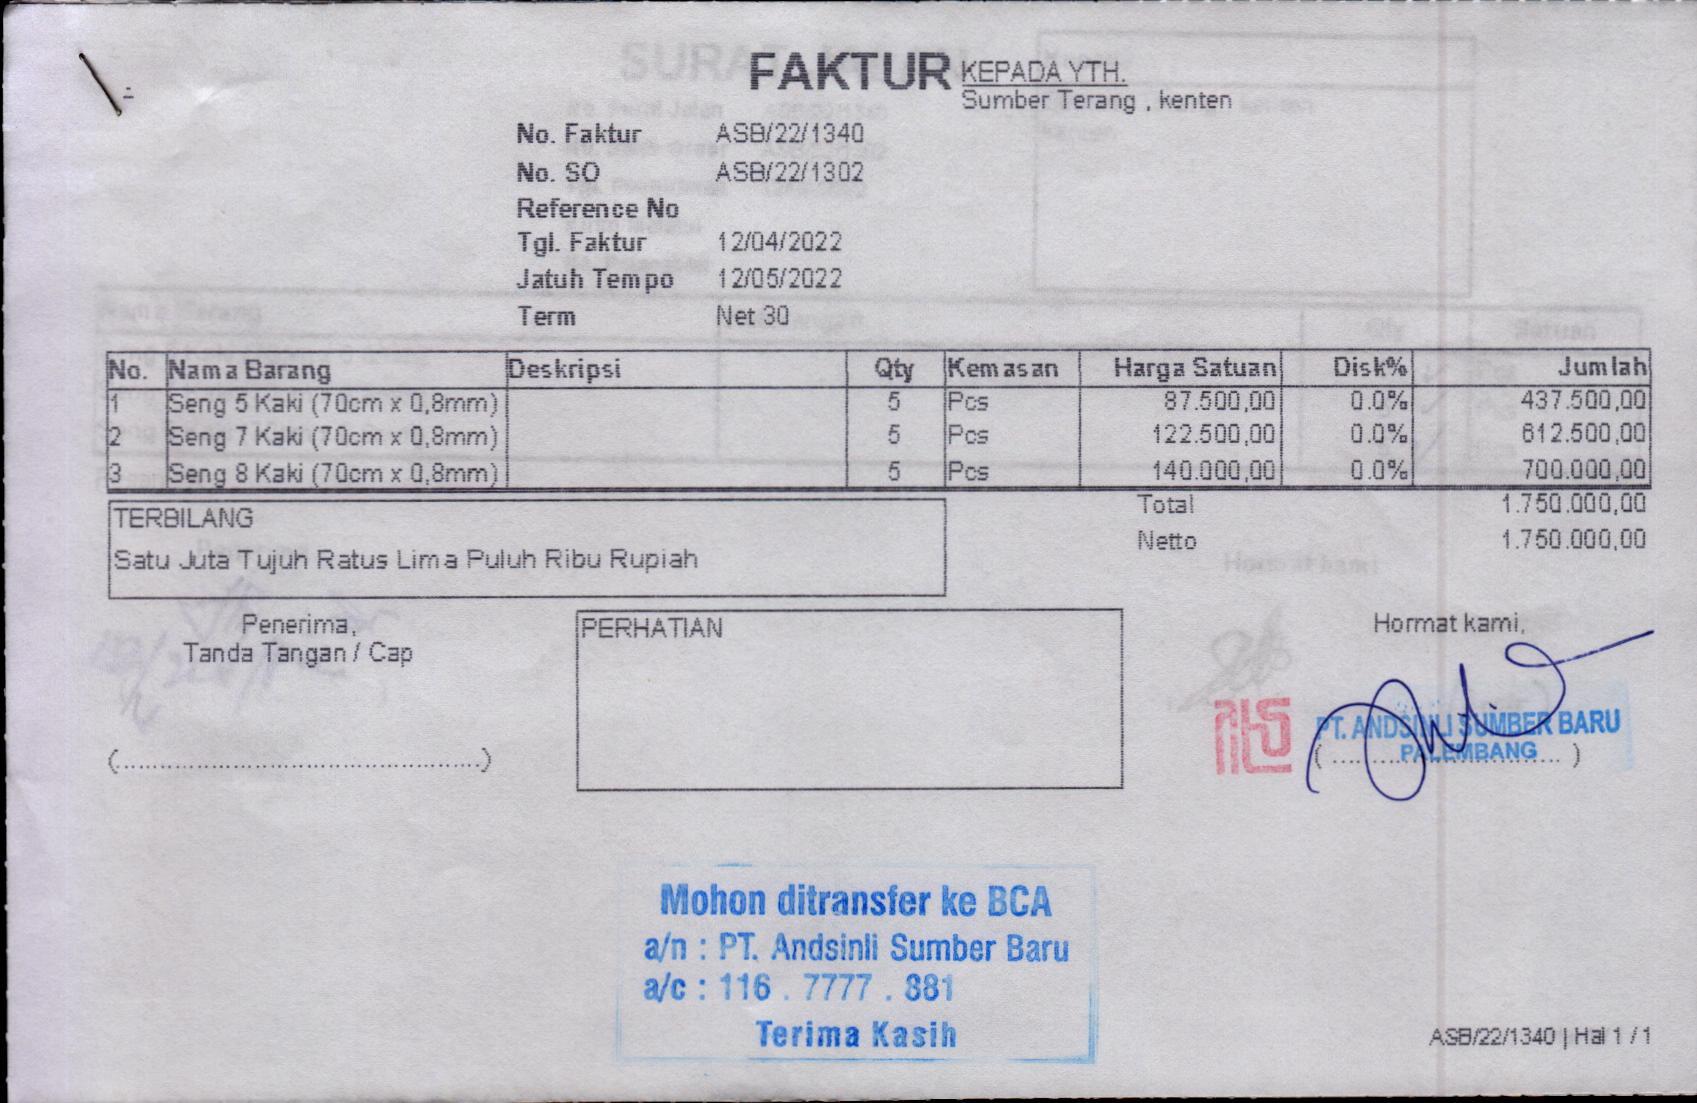 FAKTUR
KEPADA YTH.
Sumber Terang , kenten
No. Faktur ASB/22/1340
No. SO ASB/22/1302
Reference No
Tgl. Faktur 12/04/2022
Jatuh Tempo 12/05/2022
Term Net 30
No. Nama Barang Deskripsi Qty Kemasan Harga Satuan Disk% Jumlah
1 Seng 5 Kaki (70cm x 0,8mm) 5 Pcs 87.500,00 0.0% 437.500,00
2 Seng 7 Kaki (70cm x 0,8mm) 5 Pcs 122.500,00 0.0% 612.500,00
3 Seng 8 Kaki (70cm x 0,8mm) 5 Pcs 140.000,00 0.0% 700.000,00
Total 1.750.000,00
Netto 1.750.000,00
TERBILANG
Satu Juta Tujuh Ratus Lima Puluh Ribu Rupiah
Penerima,
Tanda Tangan / Cap
(...............................................)
PERHATIAN
Hormat kami,
PT. ANDSINLI SUMBER BARU
PALEMBANG
Mohon ditransfer ke BCA
a/n : PT. Andsinli Sumber Baru
a/c : 116 . 7777 . 881
Terima Kasih
ASB/22/1340 | Hal 1 / 1